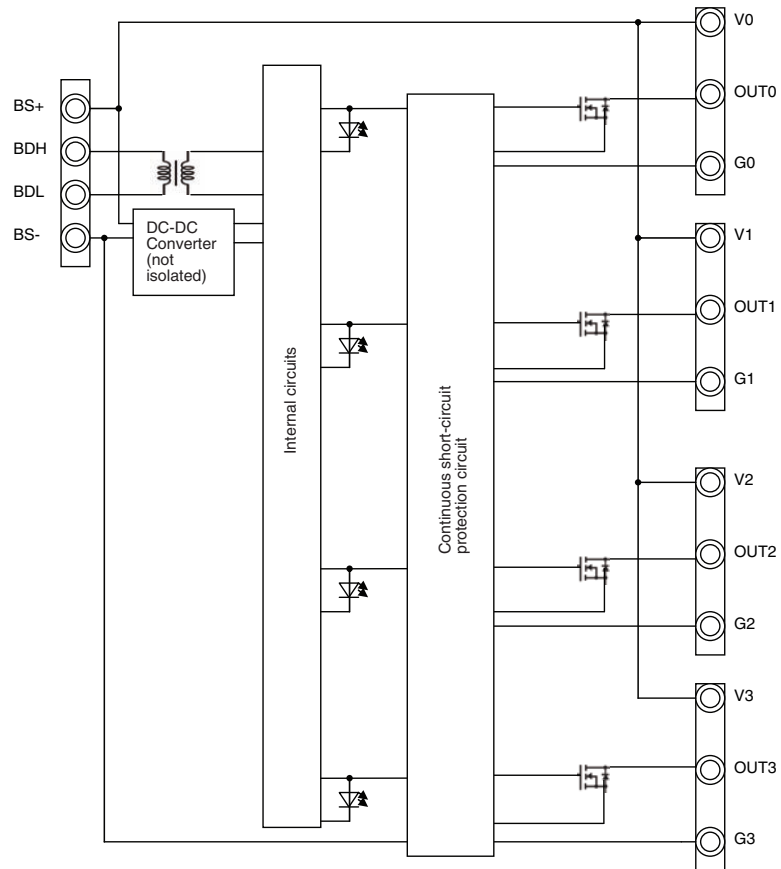 V0
BS+
OUT0
BDH
G0
BDL
BS-
DC-DC
Converter
(not
isolated)
V1
OUT1
Internal circuits
G1
Continuous short-circuit
protection circuit
V2
OUT2
G2
V3
OUT3
G3